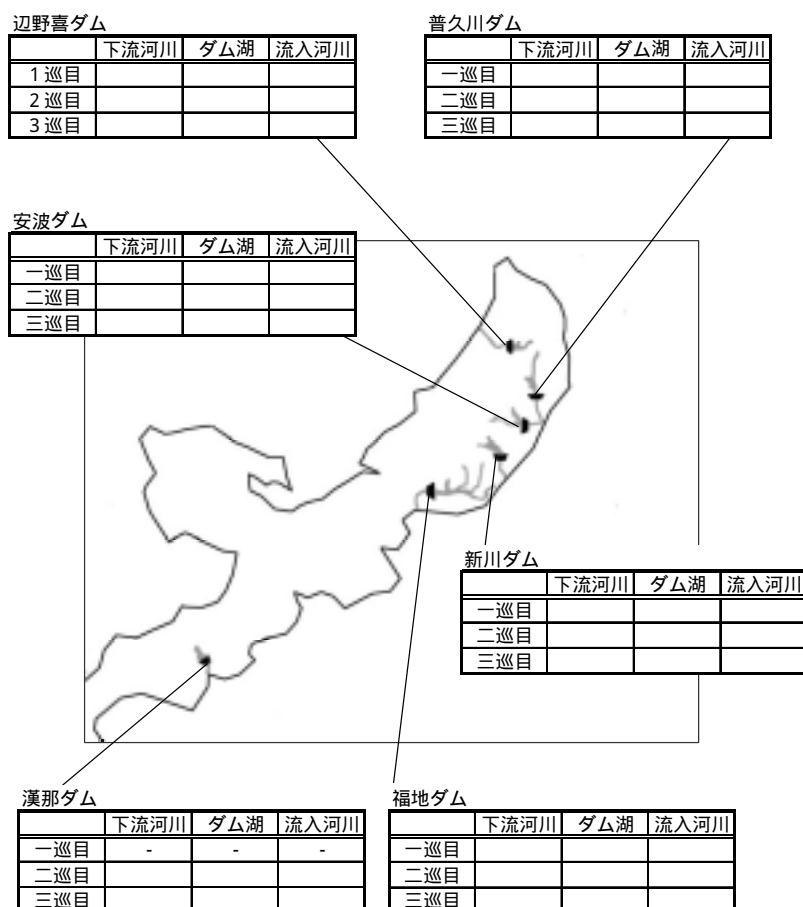 辺野喜ダム
下流河川 ダム湖 流入河川
1巡目
2巡目
3巡目
普久川ダム
下流河川 ダム湖 流入河川
一巡目
二巡目
三巡目
安波ダム
下流河川 ダム湖 流入河川
一巡目
二巡目
三巡目
新川ダム
下流河川 ダム湖 流入河川
一巡目
二巡目
三巡目
漢那ダム
下流河川 ダム湖 流入河川
一巡目 - - -
二巡目
三巡目
福地ダム
下流河川 ダム湖 流入河川
一巡目
二巡目
三巡目